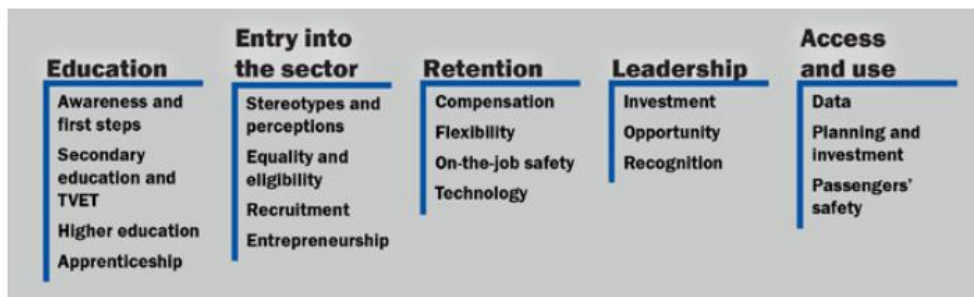 Education
Awareness and
first steps
Secondary
education and
TVET
Higher education
Apprenticeship
Entry into
the sector
Stereotypes and
perceptions
Equality and
eligibility
Recruitment
Entrepreneurship
Retention
Compensation
Flexibility
On-the-job safety
Technology
Leadership
Investment
Opportunity
Recognition
Access
and use
Data
Planning and
investment
Passengers’
safety